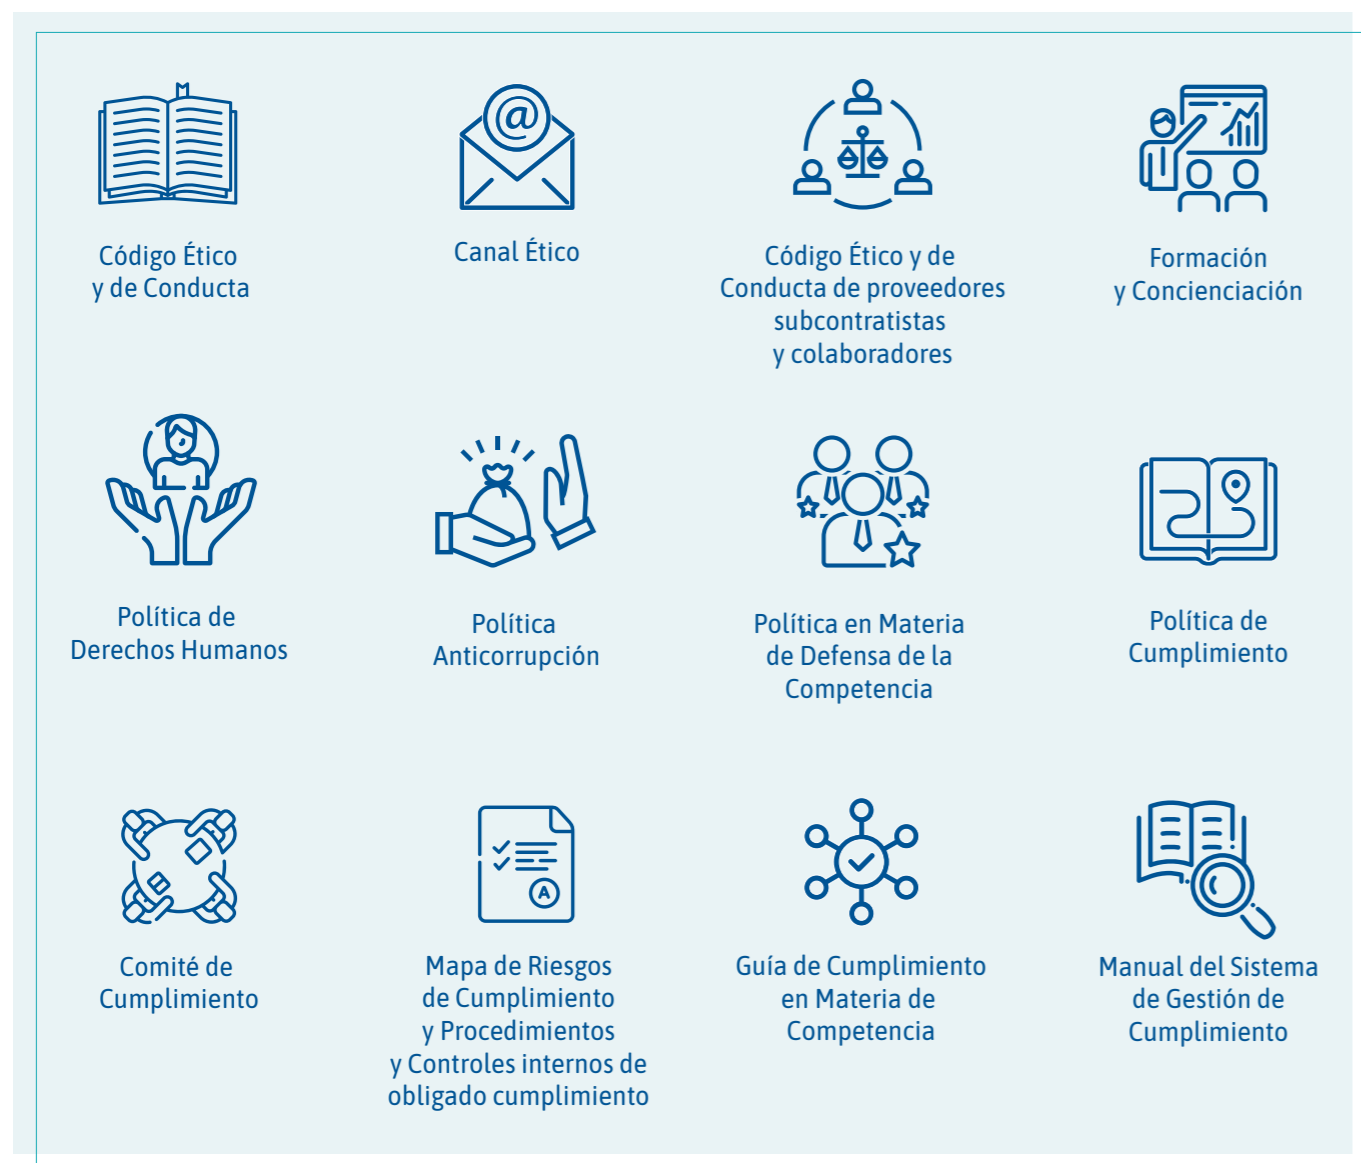 @
Código Ético
y de Conducta
Canal Ético
Código Ético y de
Conducta de proveedores
subcontratistas
y colaboradores
Formación
y Concienciación
Política de
Derechos Humanos
Política
Anticorrupción
Política en Materia
de Defensa de la
Competencia
Política de
Cumplimiento
A
Comité de
Cumplimiento
Mapa de Riesgos
de Cumplimiento
y Procedimientos
y Controles internos de
obligado cumplimiento
Guía de Cumplimiento
en Materia de
Competencia
Manual del Sistema
de Gestión de
Cumplimiento